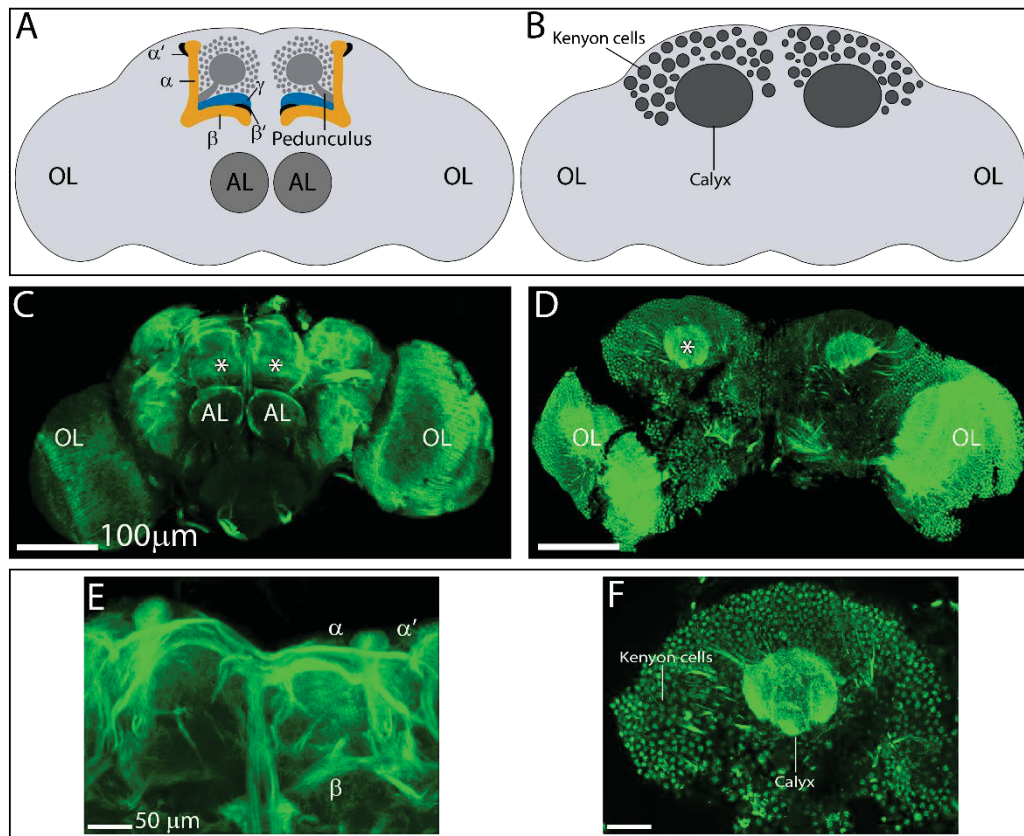 A
α'
α
γ
β
β'
Pedunculus
OL
AL
AL
OL
B
Kenyon cells
OL
OL
Calyx
C
*
*
AL
AL
OL
OL
100μm
D
*
OL
OL
E
α
α'
β
50 μm
F
Kenyon cells
Calyx